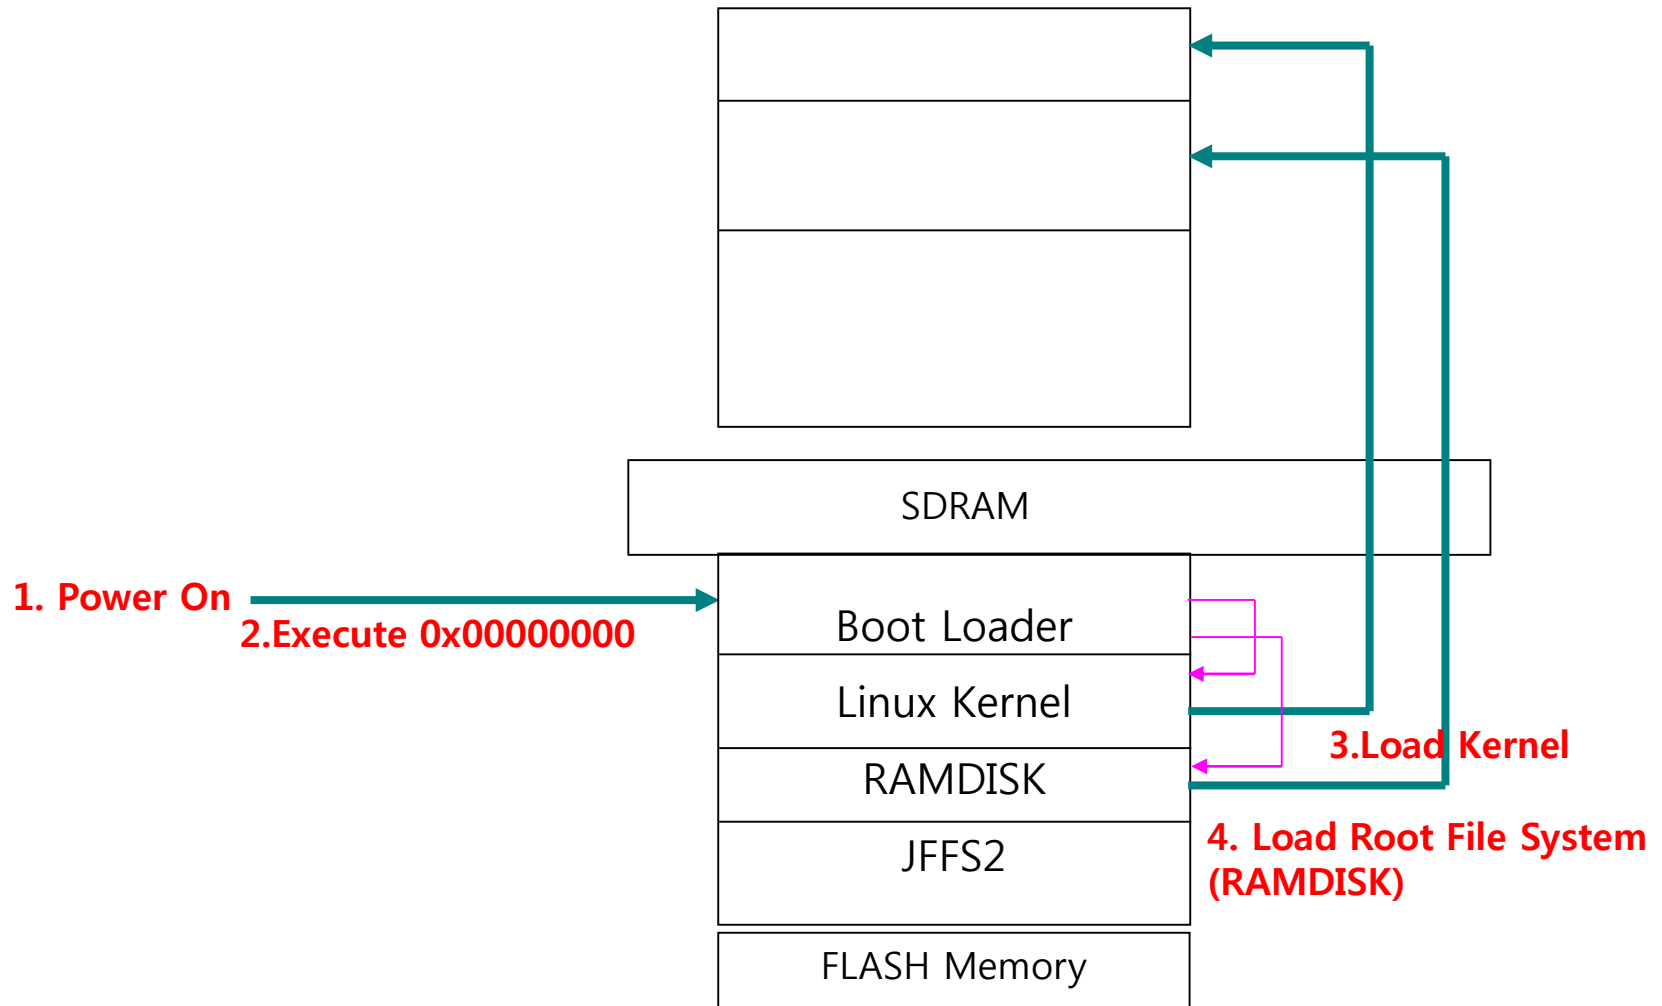 SDRAM
1. Power On
2.Execute 0x00000000
Boot Loader
Linux Kernel
3.Load Kernel
RAMDISK
4. Load Root File System
(RAMDISK)
JFFS2
FLASH Memory